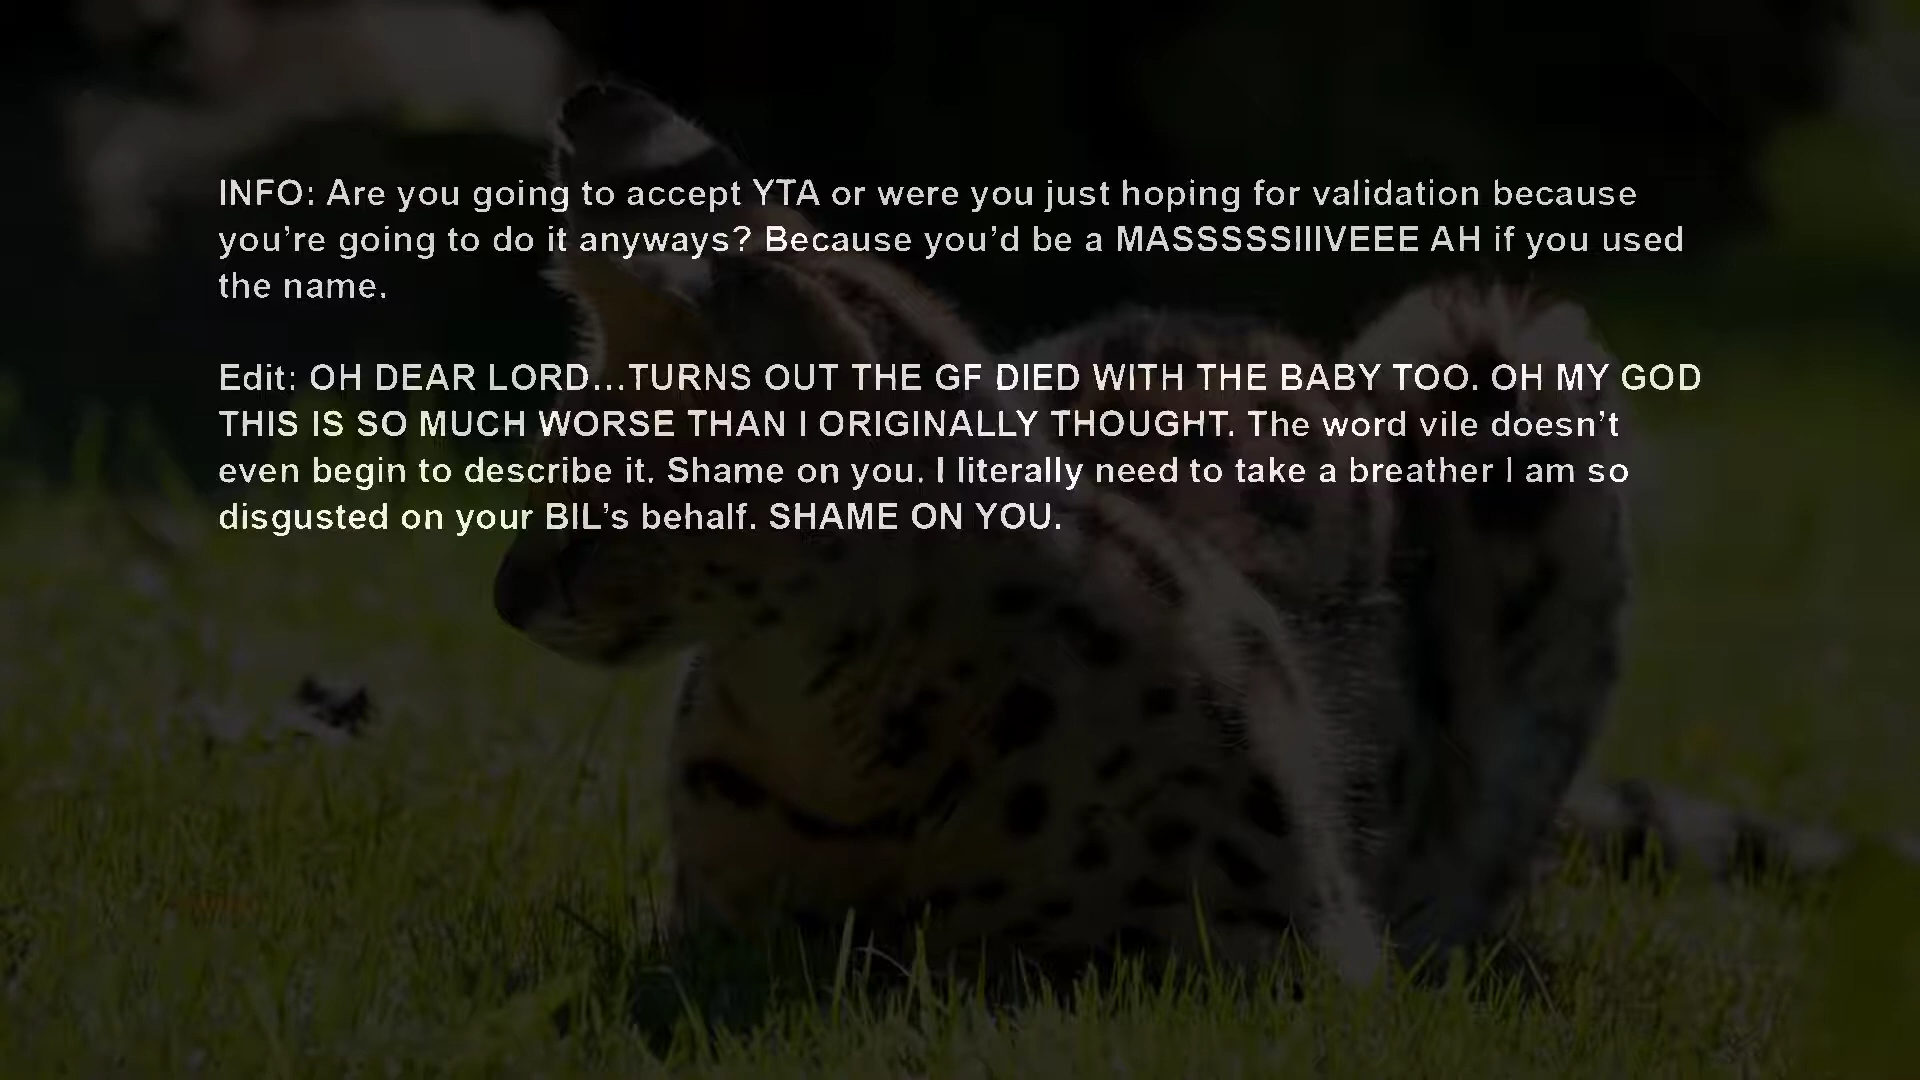 INFO: Are you going to accept YTA or were you just hoping for validation because
you’re going to do it anyways? Because you’d be a MASSSSSIIIVEEE AH if you used
the name.
Edit: OH DEAR LORD...TURNS OUT THE GF DIED WITH THE BABY TOO. OH MY GOD
THIS IS SO MUCH WORSE THAN I ORIGINALLY THOUGHT. The word vile doesn’t
even begin to describe it. Shame on you. I literally need to take a breather I am so
disgusted on your BIL’s behalf. SHAME ON YOU.